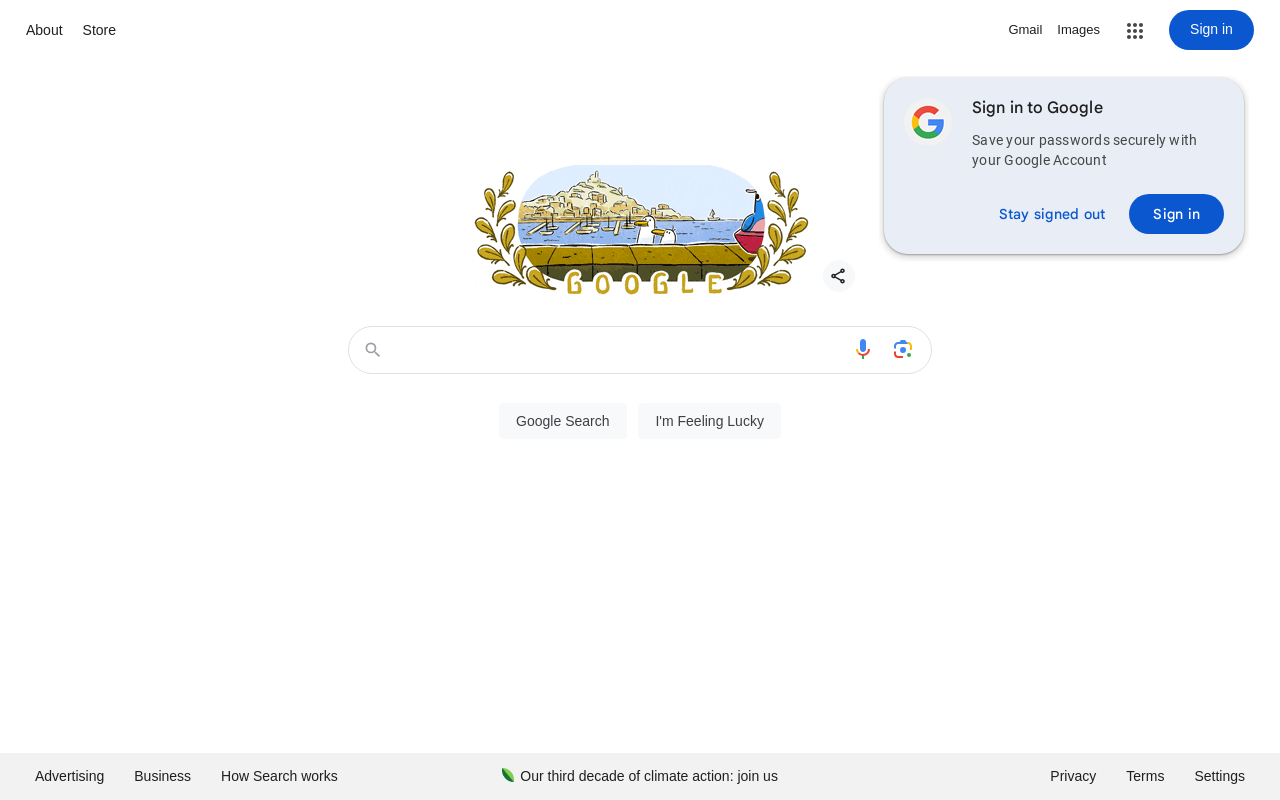 About
Store
Gmail
Images
Sign in
Sign in to Google
Save your passwords securely with
your Google Account
Stay signed out
Sign in
GOOGLE
Google Search
I'm Feeling Lucky
Advertising
Business
How Search works
Our third decade of climate action: join us
Privacy
Terms
Settings